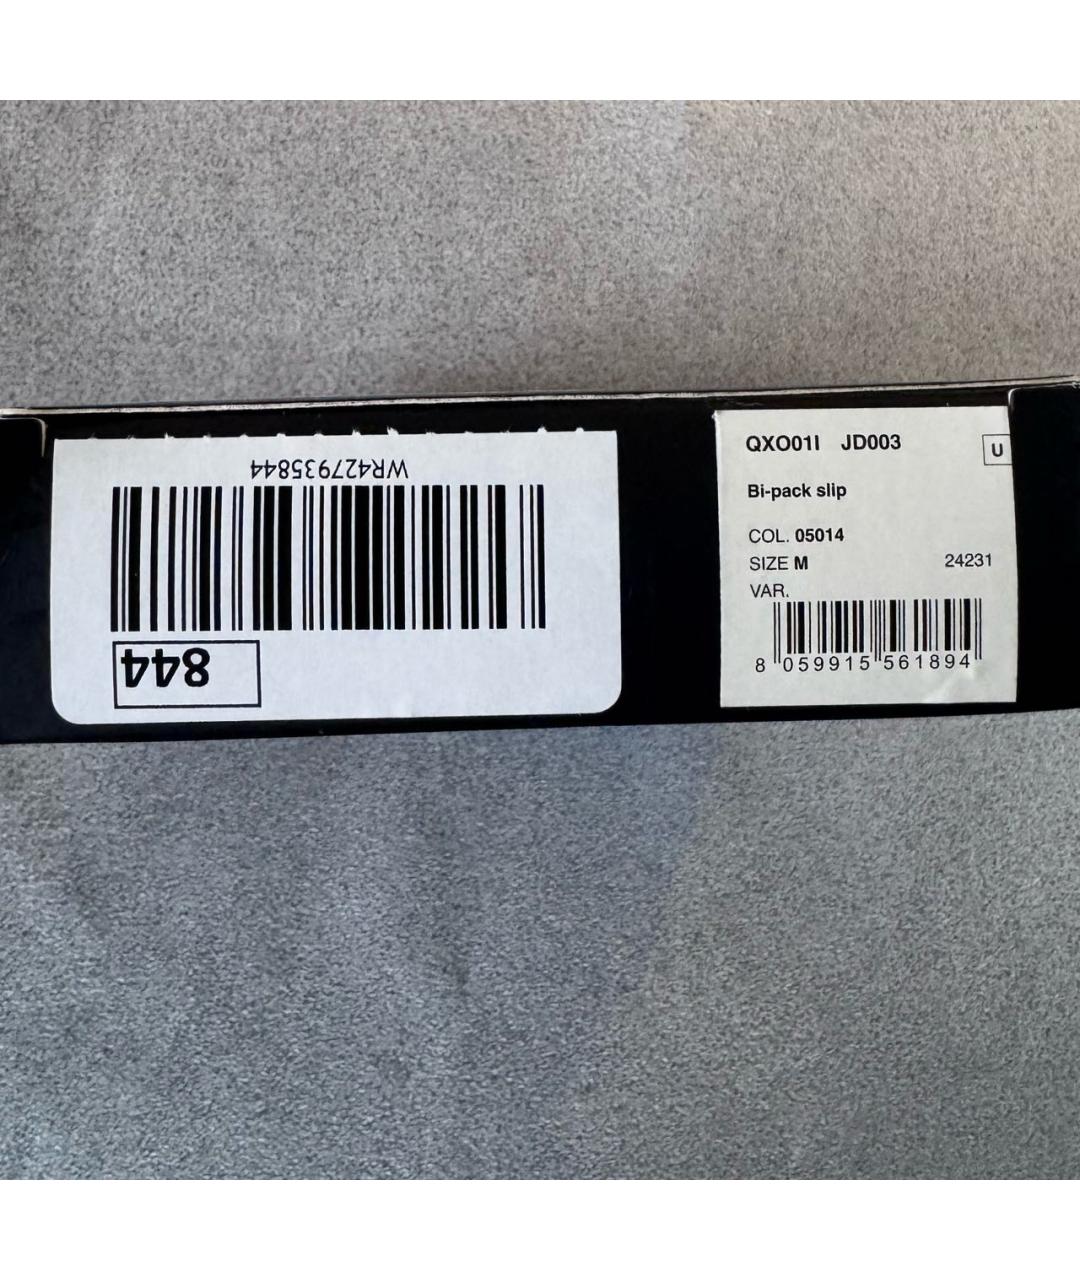 WR427935844
844
QXO01I JD003
U
Bi-pack slip
COL. 05014
SIZE M 24231
VAR.
8 059915 561894